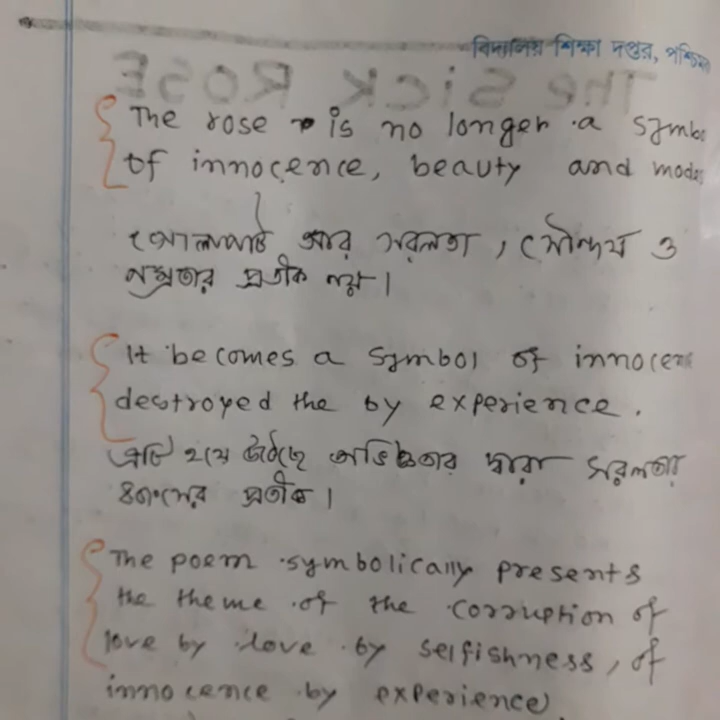 বিদ্যালয় শিক্ষা দপ্তর, পশ্চিম
The Sick ROSE
The rose is no longer a symbo
of innocence, beauty and modes
গোলাপটি আর সরলতা, সৌন্দর্য ও
নম্রতার প্রতীক নয়।
It becomes a symbol of innocen
destroyed the by experience.
এটি হয়ে উঠেছে অভিজ্ঞতার দ্বারা সরলতার
ধ্বংসের প্রতীক।
The poem symbolically presents
the theme of the corruption of
love by love by selfishness, of
innocence by experience